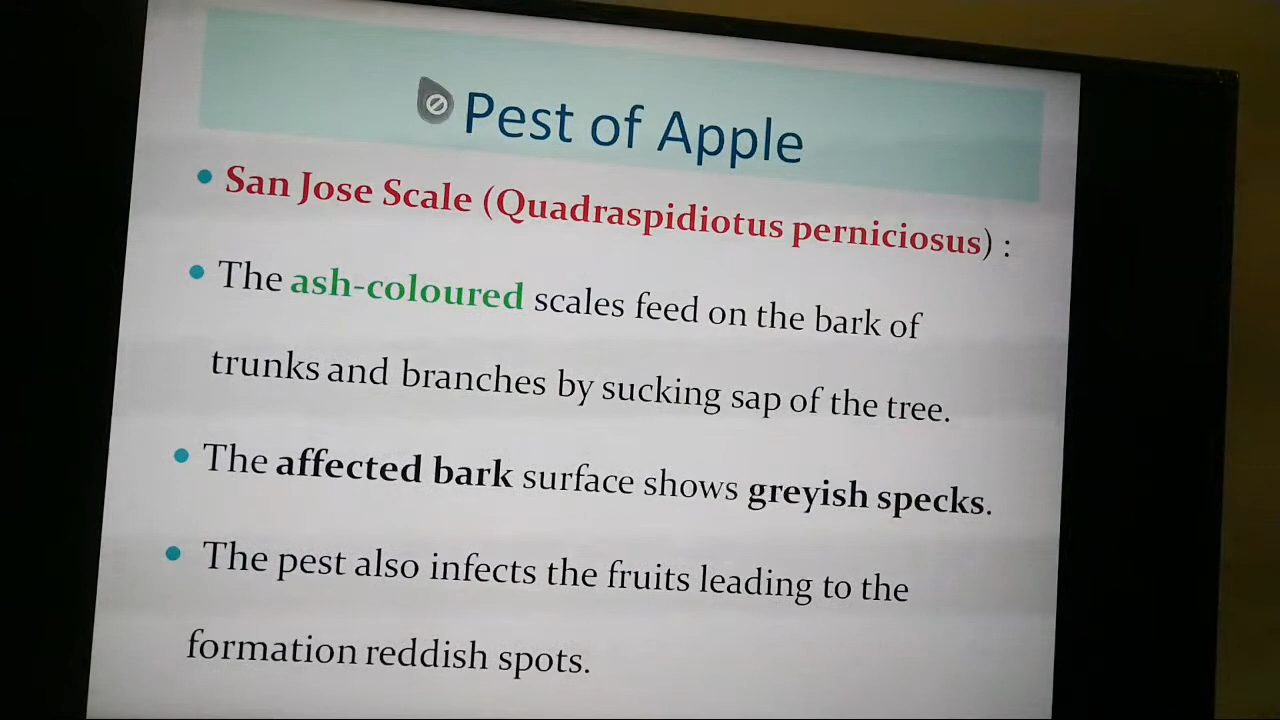 Pest of Apple
• San Jose Scale (Quadraspidiotus perniciosus) :
• The ash-coloured scales feed on the bark of
trunks and branches by sucking sap of the tree.
• The affected bark surface shows greyish specks.
• The pest also infects the fruits leading to the
formation reddish spots.